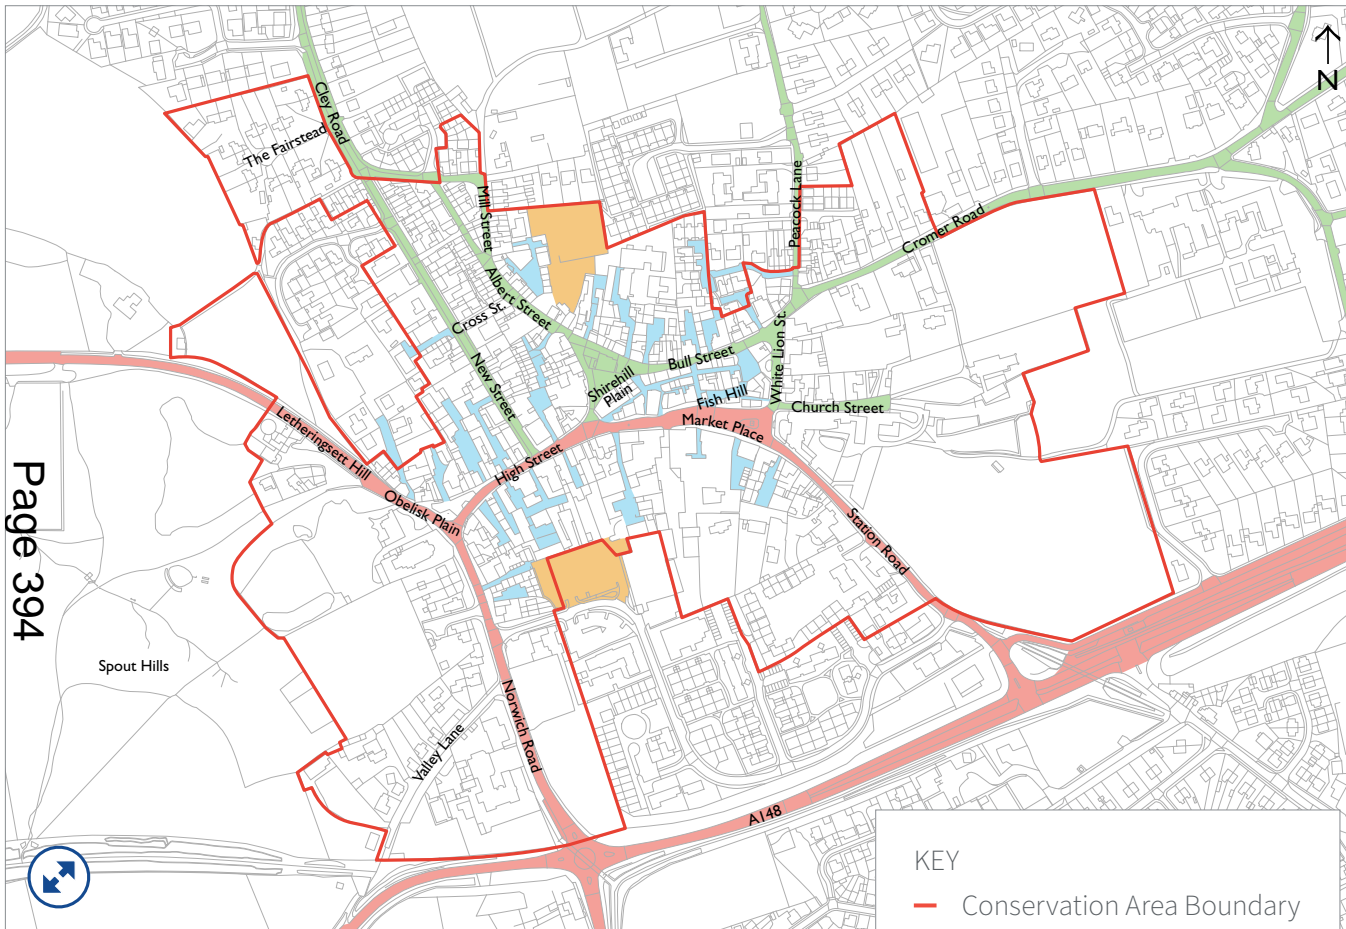 N
Cley Road
The Fairstead
Mill Street
Peacock Lane
Cromer Road
Albert Street
Cross St.
New Street
Shirehill
Plain
Bull Street
White Lion St.
Fish Hill
Church Street
Market Place
High Street
Letheringsett Hill
Obelisk Plain
Station Road
Page 394
Spout Hills
Norwich Road
Valley Lane
A148
KEY
Conservation Area Boundary